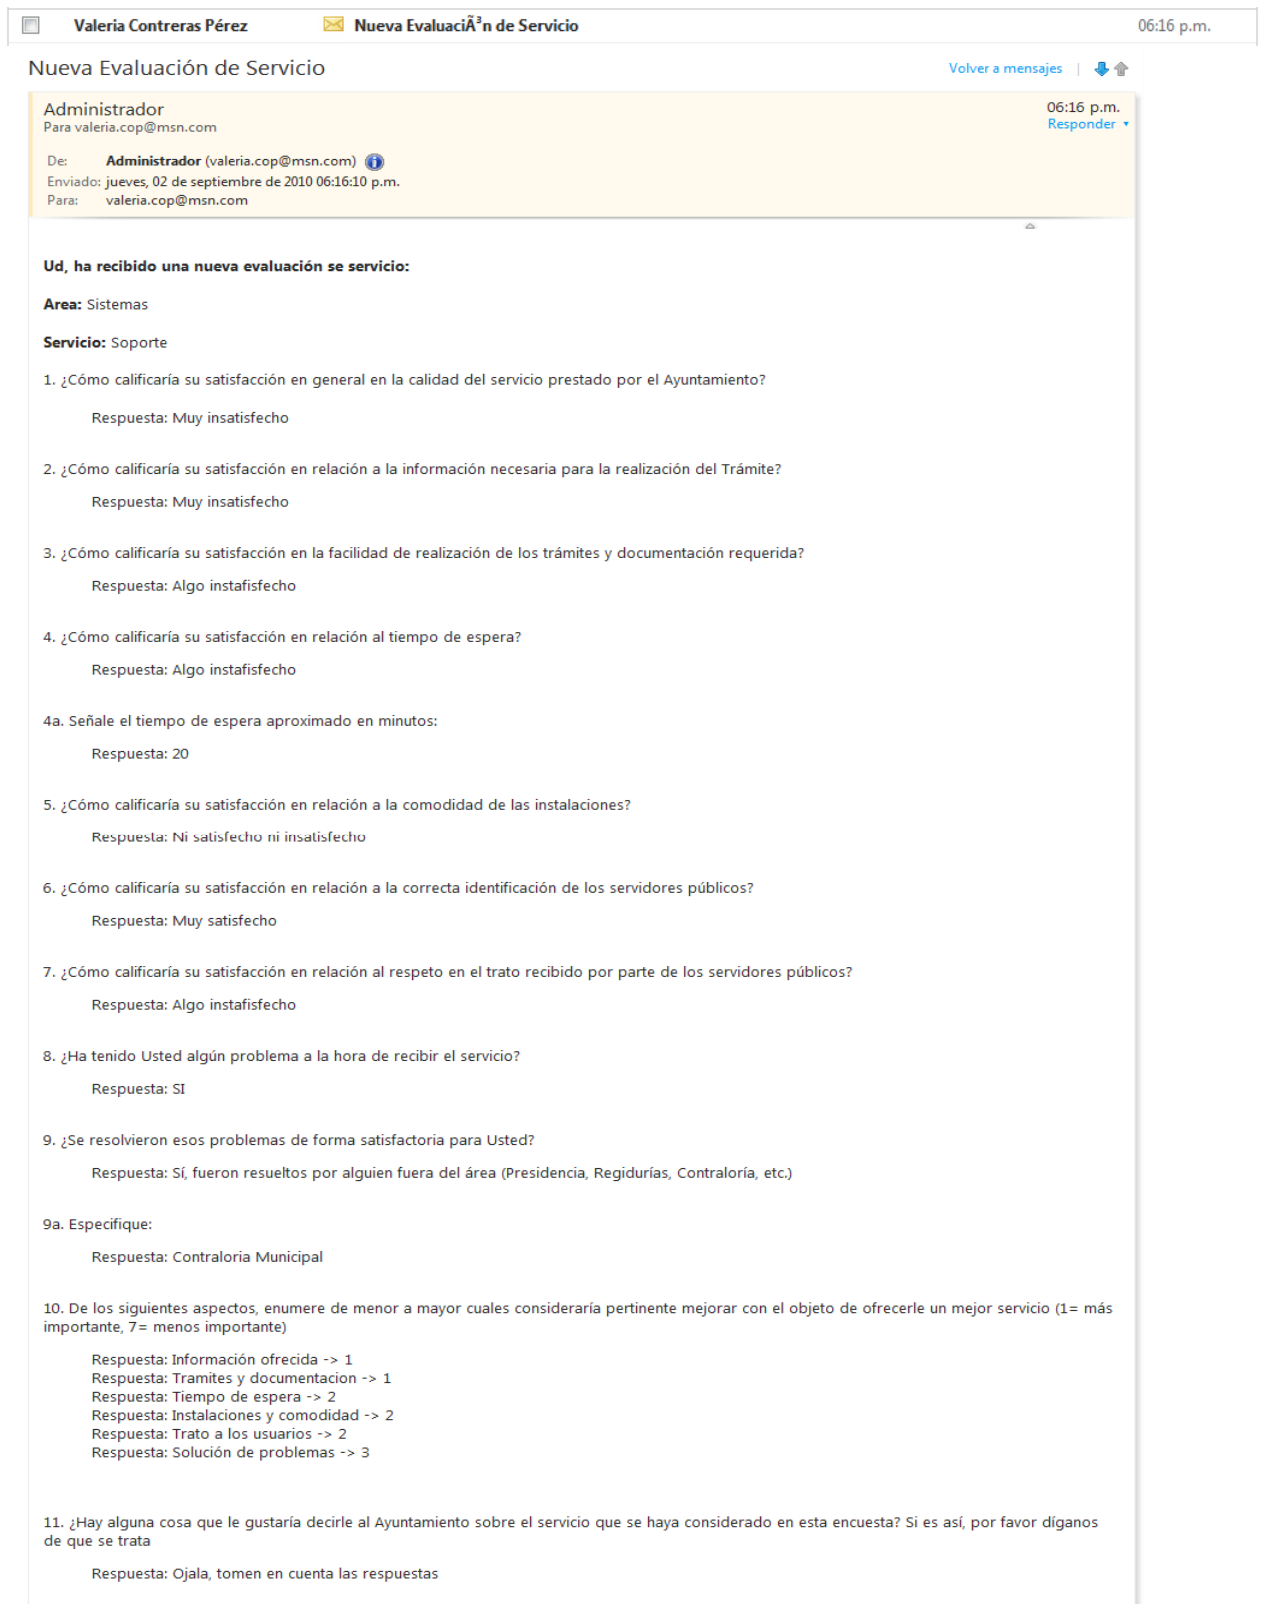 Valeria Contreras Pérez Nueva EvaluaciÃ³n de Servicio 06:16 p.m.
Nueva Evaluación de Servicio Volver a mensajes |
Administrador 06:16 p.m.
Para valeria.cop@msn.com Responder
De: Administrador (valeria.cop@msn.com)
Enviado: jueves, 02 de septiembre de 2010 06:16:10 p.m.
Para: valeria.cop@msn.com
Ud, ha recibido una nueva evaluación se servicio:
Area: Sistemas
Servicio: Soporte
1. ¿Cómo calificaría su satisfacción en general en la calidad del servicio prestado por el Ayuntamiento?
Respuesta: Muy insatisfecho
2. ¿Cómo calificaría su satisfacción en relación a la información necesaria para la realización del Trámite?
Respuesta: Muy insatisfecho
3. ¿Cómo calificaría su satisfacción en la facilidad de realización de los trámites y documentación requerida?
Respuesta: Algo instafisfecho
4. ¿Cómo calificaría su satisfacción en relación al tiempo de espera?
Respuesta: Algo instafisfecho
4a. Señale el tiempo de espera aproximado en minutos:
Respuesta: 20
5. ¿Cómo calificaría su satisfacción en relación a la comodidad de las instalaciones?
Respuesta: Ni satisfecho ni insatisfecho
6. ¿Cómo calificaría su satisfacción en relación a la correcta identificación de los servidores públicos?
Respuesta: Muy satisfecho
7. ¿Cómo calificaría su satisfacción en relación al respeto en el trato recibido por parte de los servidores públicos?
Respuesta: Algo instafisfecho
8. ¿Ha tenido Usted algún problema a la hora de recibir el servicio?
Respuesta: SI
9. ¿Se resolvieron esos problemas de forma satisfactoria para Usted?
Respuesta: Sí, fueron resueltos por alguien fuera del área (Presidencia, Regidurías, Contraloría, etc.)
9a. Especifique:
Respuesta: Contraloria Municipal
10. De los siguientes aspectos, enumere de menor a mayor cuales consideraría pertinente mejorar con el objeto de ofrecerle un mejor servicio (1= más
importante, 7= menos importante)
Respuesta: Información ofrecida -> 1
Respuesta: Tramites y documentacion -> 1
Respuesta: Tiempo de espera -> 2
Respuesta: Instalaciones y comodidad -> 2
Respuesta: Trato a los usuarios -> 2
Respuesta: Solución de problemas -> 3
11. ¿Hay alguna cosa que le gustaría decirle al Ayuntamiento sobre el servicio que se haya considerado en esta encuesta? Si es así, por favor díganos
de que se trata
Respuesta: Ojala, tomen en cuenta las respuestas